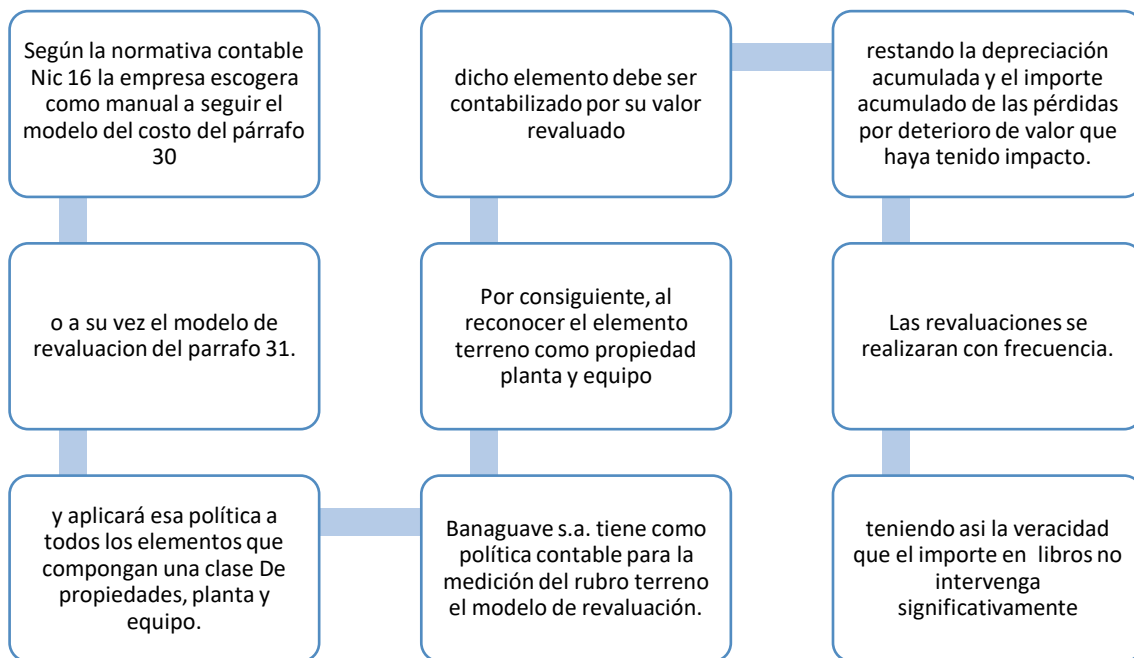 Según la normativa contable
Nic 16 la empresa escogera
como manual a seguir el
modelo del costo del párrafo
30
o a su vez el modelo de
revaluacion del parrafo 31.
y aplicará esa política a
todos los elementos que
compongan una clase De
propiedades, planta y
equipo.
Banaguave s.a. tiene como
política contable para la
medición del rubro terreno
el modelo de revaluación.
Por consiguiente, al
reconocer el elemento
terreno como propiedad
planta y equipo
dicho elemento debe ser
contabilizado por su valor
revaluado
restando la depreciación
acumulada y el importe
acumulado de las pérdidas
por deterioro de valor que
haya tenido impacto.
Las revaluaciones se
realizaran con frecuencia.
teniendo asi la veracidad
que el importe en libros no
intervenga
significativamente